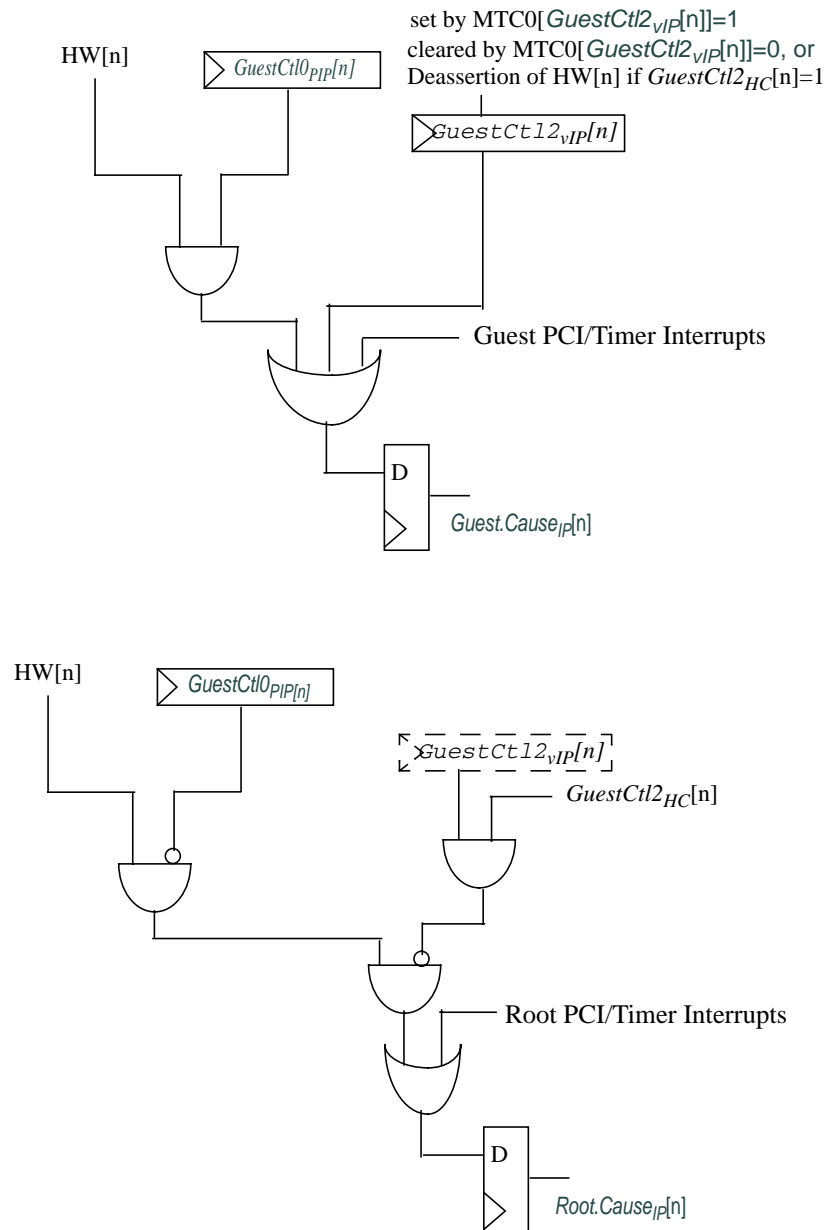 set by MTC0[GuestCtl2vIP[n]]=1
cleared by MTC0[GuestCtl2vIP[n]]=0, or
Deassertion of HW[n] if GuestCtl2HC[n]=1
HW[n]
GuestCtl0PIP[n]
GuestCtl2vIP[n]
Guest PCI/Timer Interrupts
D
Guest.CauseIP[n]
HW[n]
GuestCtl0PIP[n]
GuestCtl2vIP[n]
GuestCtl2HC[n]
Root PCI/Timer Interrupts
D
Root.CauseIP[n]